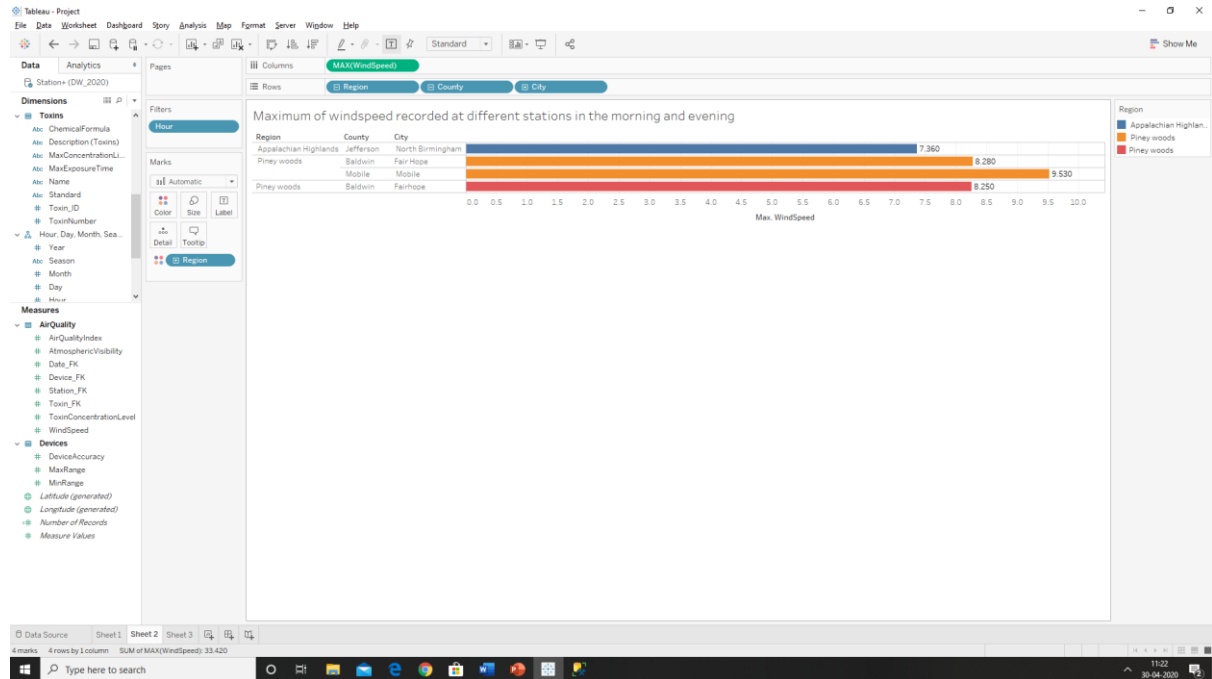 Tableau - Project
File Data Worksheet Dashboard Story Analysis Map Format Server Window Help
Standard
Show Me
Data Analytics
Station+ (DW_2020)
Dimensions
Toxins
Abc ChemicalFormula
Abc Description (Toxins)
Abc MaxConcentrationLi...
Abc MaxExposureTime
Abc Name
Abc Standard
# Toxin_ID
# ToxinNumber
Hour, Day, Month, Sea...
# Year
Abc Season
# Month
# Day
# Hour
Measures
AirQuality
# AirQualityIndex
# AtmosphericVisibility
# Date_FK
# Device_FK
# Station_FK
# Toxin_FK
# ToxinConcentrationLevel
# WindSpeed
Devices
# DeviceAccuracy
# MaxRange
# MinRange
Latitude (generated)
Longitude (generated)
=# Number of Records
# Measure Values
Pages
Filters
Hour
Marks
Automatic
Color Size Label
Detail Tooltip
Region
Columns MAX(WindSpeed)
Rows Region County City
Maximum of windspeed recorded at different stations in the morning and evening
Region County City
Appalachian Highlands Jefferson North Birmingham 7.360
Piney woods Baldwin Fair Hope 8.280
Mobile Mobile 9.530
Piney woods Baldwin Fairhope 8.250
0.0 0.5 1.0 1.5 2.0 2.5 3.0 3.5 4.0 4.5 5.0 5.5 6.0 6.5 7.0 7.5 8.0 8.5 9.0 9.5 10.0
Max. WindSpeed
Region
Appalachian Highlan...
Piney woods
Piney woods
Data Source Sheet 1 Sheet 2 Sheet 3
4 marks 4 rows by 1 column SUM of MAX(WindSpeed): 33.420
Type here to search
11:22
30-04-2020
2